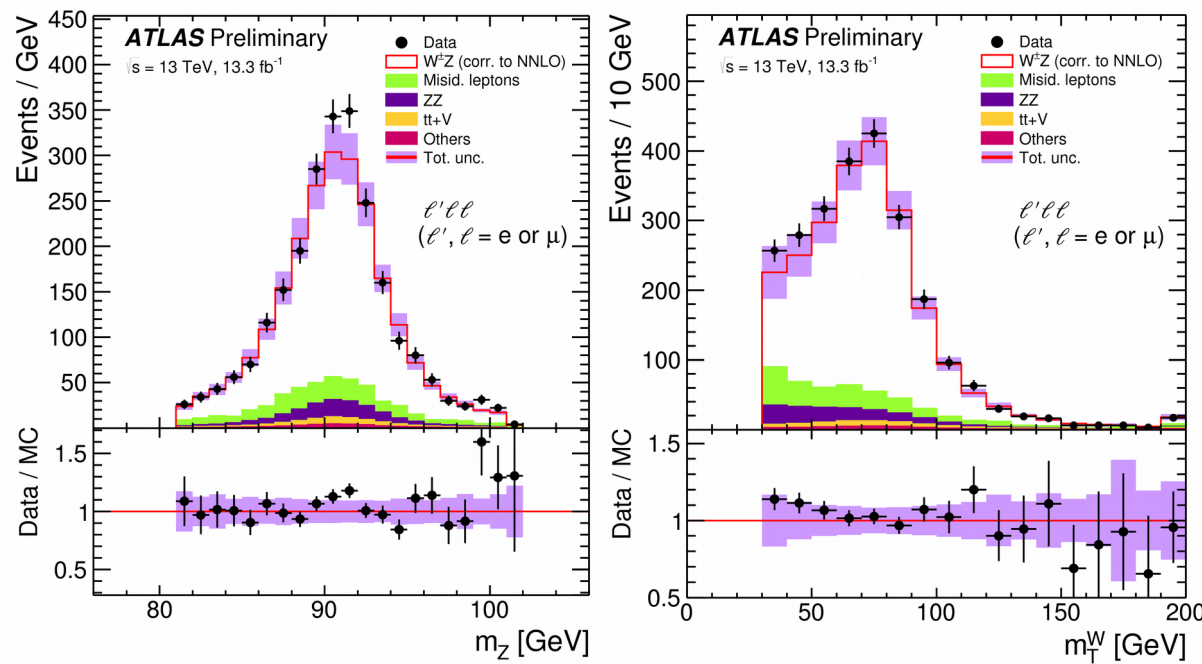 Events / GeV
450
400
350
300
250
200
150
100
50
ATLAS Preliminary
√s = 13 TeV, 13.3 fb⁻¹
Data
W±Z (corr. to NNLO)
Misid. leptons
ZZ
tt+V
Others
Tot. unc.
ℓ'ℓℓ
(ℓ', ℓ = e or μ)
Data / MC
1.5
1
0.5
80
90
100
m_Z [GeV]
Events / 10 GeV
500
400
300
200
100
ATLAS Preliminary
√s = 13 TeV, 13.3 fb⁻¹
Data
W±Z (corr. to NNLO)
Misid. leptons
ZZ
tt+V
Others
Tot. unc.
ℓ'ℓℓ
(ℓ', ℓ = e or μ)
Data / MC
1.5
1
0.5
0
50
100
150
200
m_T^W [GeV]